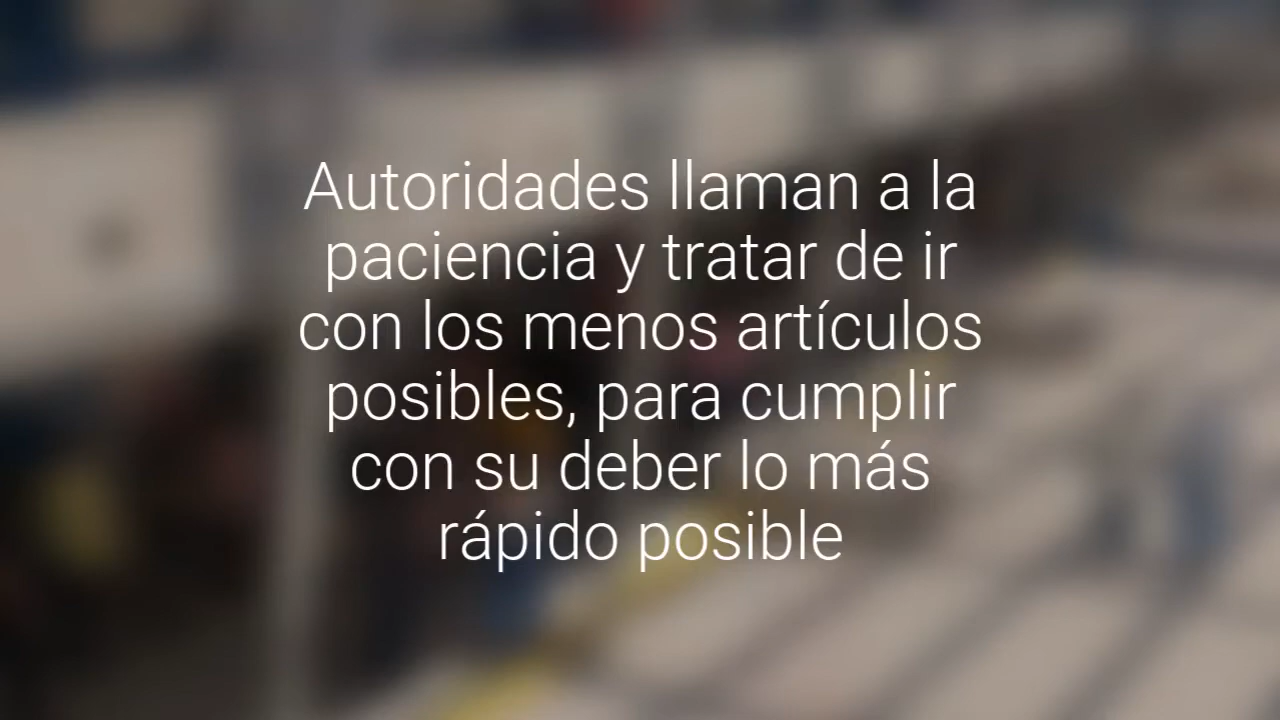 Autoridades llaman a la
paciencia y tratar de ir
con los menos artículos
posibles, para cumplir
con su deber lo más
rápido posible